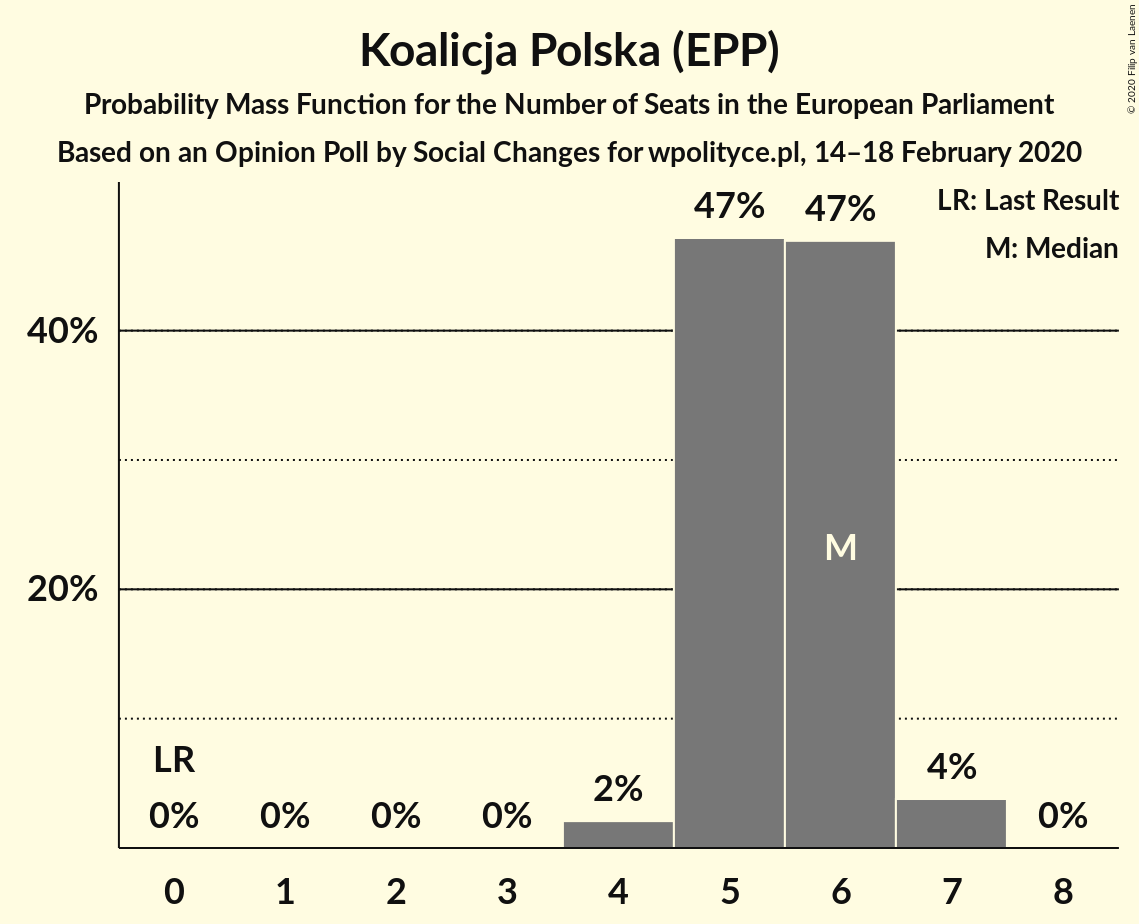 Koalicja Polska (EPP)
Probability Mass Function for the Number of Seats in the European Parliament
Based on an Opinion Poll by Social Changes for wpolityce.pl, 14–18 February 2020
© 2020 Filip van Laenen
LR: Last Result
M: Median
47%
47%
40%
M
20%
LR
0%
0%
0%
0%
2%
4%
0%
0
1
2
3
4
5
6
7
8